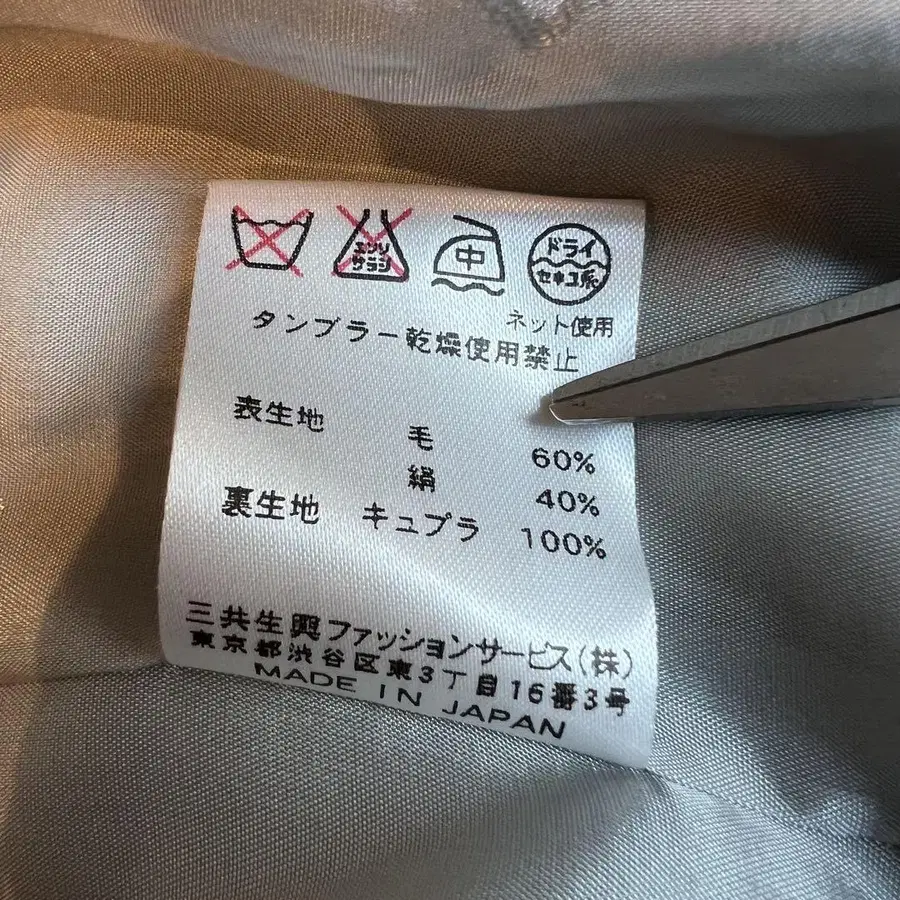 エンソ
サラシ
中
ドライ
セキユ系
ネット使用
タンブラー乾燥使用禁止
表生地 毛 60%
絹 40%
裏生地 キュプラ 100%
三共生興ファッションサービス(株)
東京都渋谷区東3丁目16番3号
MADE IN JAPAN